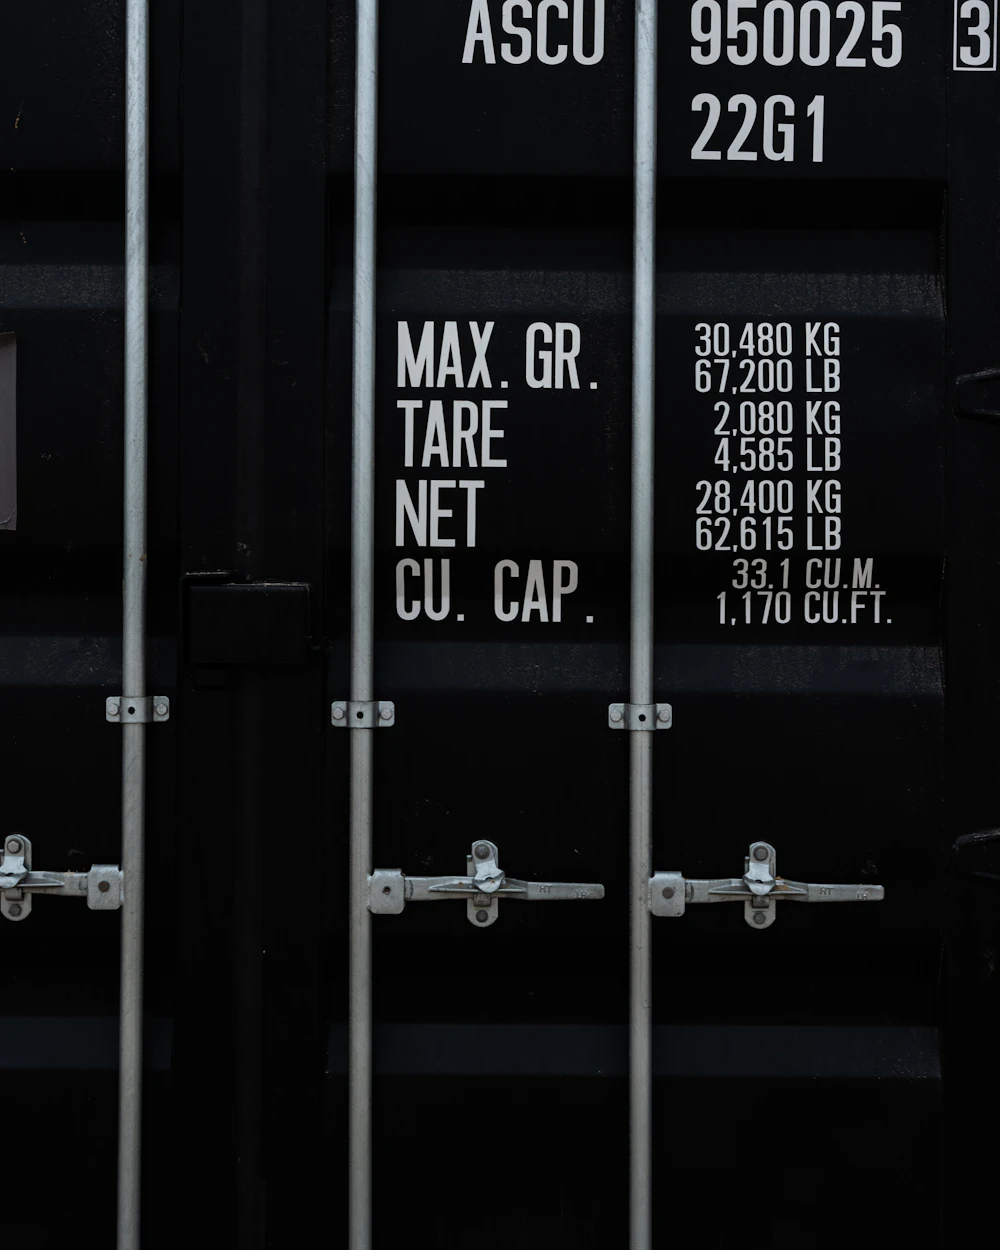 ASCU 950025 3
22G1
MAX. GR. 30,480 KG
67,200 LB
TARE 2,080 KG
4,585 LB
NET 28,400 KG
62,615 LB
CU. CAP. 33.1 CU.M.
1,170 CU.FT.